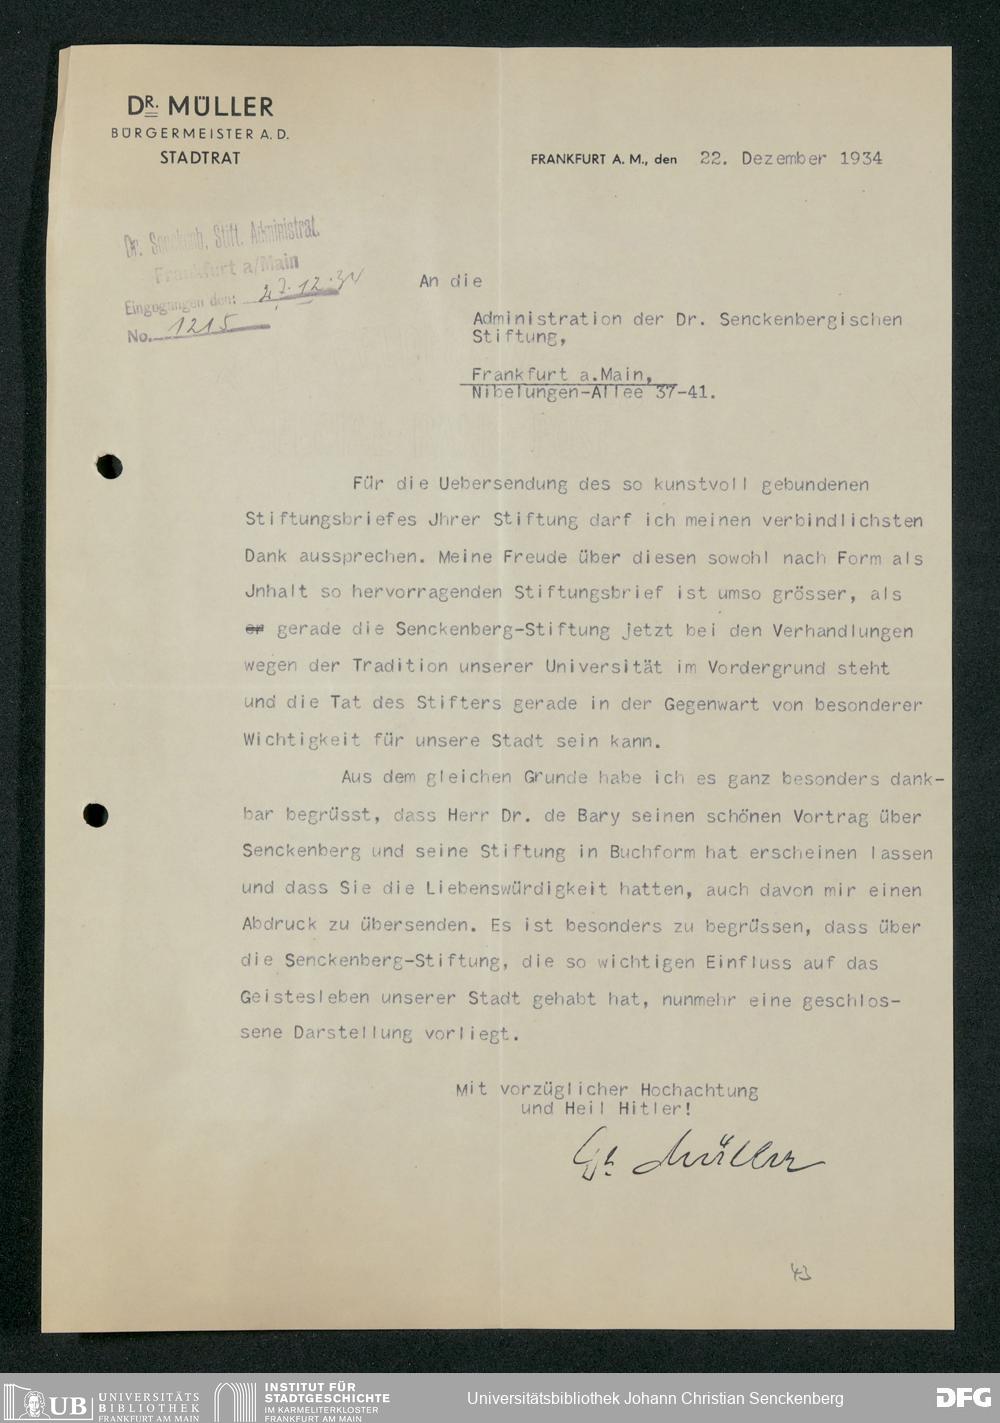 DR. MÜLLER
BÜRGERMEISTER A. D.
STADTRAT
FRANKFURT A. M., den 22. Dezember 1934
Dr. Senckenb. Stift. Administrat.
Frankfurt a/Main
Eingegangen den: 27.12.34
No. 1215
An die
Administration der Dr. Senckenbergischen
Stiftung,
Frankfurt a.Main,
Nibelungen-Allee 37-41.
Für die Uebersendung des so kunstvoll gebundenen
Stiftungsbriefes Jhrer Stiftung darf ich meinen verbindlichsten
Dank aussprechen. Meine Freude über diesen sowohl nach Form als
Jnhalt so hervorragenden Stiftungsbrief ist umso grösser, als
er gerade die Senckenberg-Stiftung jetzt bei den Verhandlungen
wegen der Tradition unserer Universität im Vordergrund steht
und die Tat des Stifters gerade in der Gegenwart von besonderer
Wichtigkeit für unsere Stadt sein kann.
Aus dem gleichen Grunde habe ich es ganz besonders dank-
bar begrüsst, dass Herr Dr. de Bary seinen schönen Vortrag über
Senckenberg und seine Stiftung in Buchform hat erscheinen lassen
und dass Sie die Liebenswürdigkeit hatten, auch davon mir einen
Abdruck zu übersenden. Es ist besonders zu begrüssen, dass über
die Senckenberg-Stiftung, die so wichtigen Einfluss auf das
Geistesleben unserer Stadt gehabt hat, nunmehr eine geschlos-
sene Darstellung vorliegt.
Mit vorzüglicher Hochachtung
und Heil Hitler!
Müller
43
UB UNIVERSITÄTS
BIBLIOTHEK
FRANKFURT AM MAIN
INSTITUT FÜR
STADTGESCHICHTE
IM KARMELITERKLOSTER
FRANKFURT AM MAIN
Universitätsbibliothek Johann Christian Senckenberg
DFG